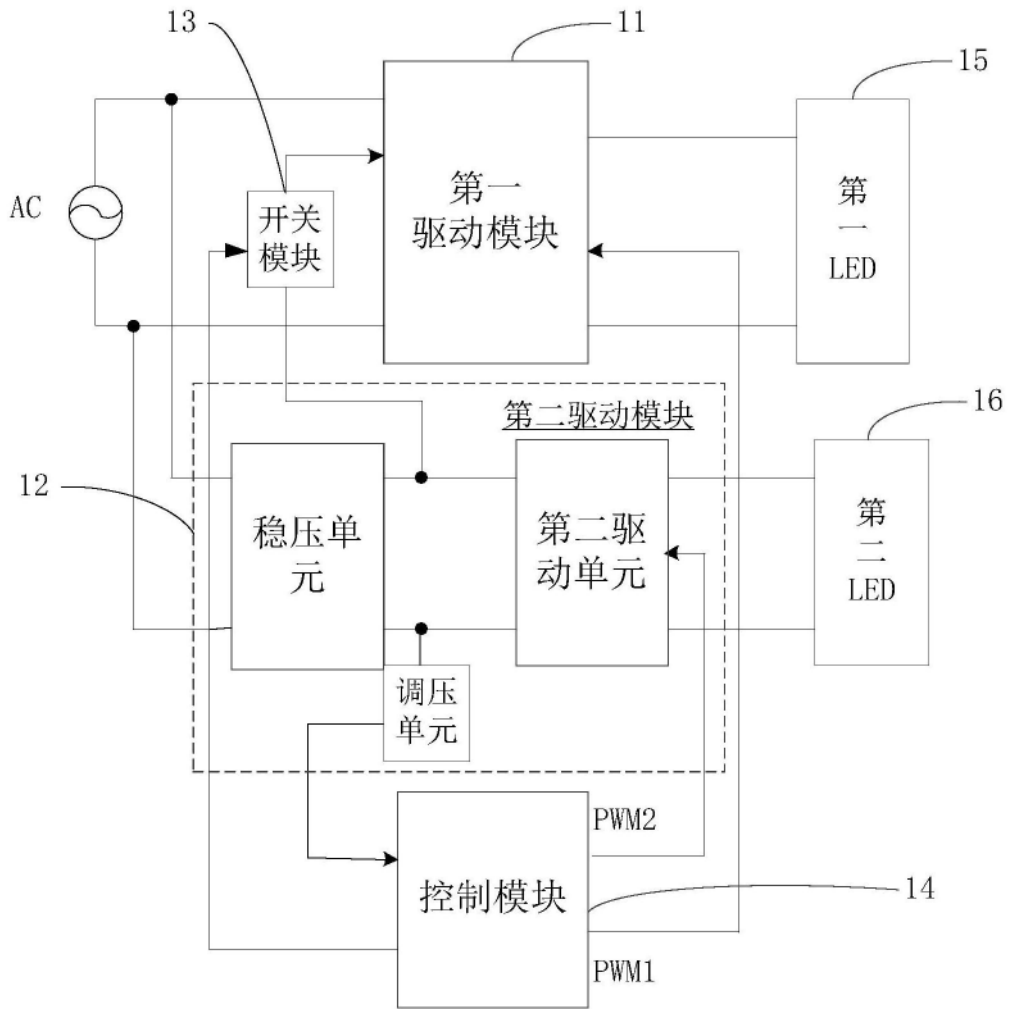 13
11
15
AC
开关
模块
第一
驱动模块
第
一
LED
第二驱动模块
16
12
稳压单
元
第二驱
动单元
第
二
LED
调压
单元
PWM2
控制模块
14
PWM1